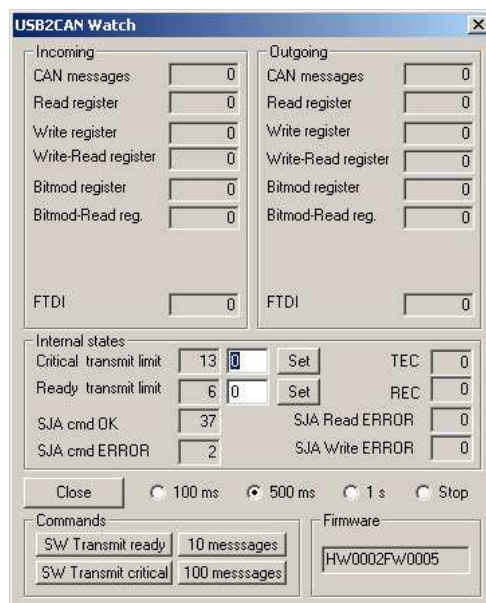 USB2CAN Watch
Incoming
CAN messages 0
Read register 0
Write register 0
Write-Read register 0
Bitmod register 0
Bitmod-Read reg. 0
FTDI 0
Outgoing
CAN messages 0
Read register 0
Write register 0
Write-Read register 0
Bitmod register 0
Bitmod-Read reg. 0
FTDI 0
Internal states
Critical transmit limit 13 0 Set TEC 0
Ready transmit limit 6 0 Set REC 0
SJA cmd OK 37 SJA Read ERROR 0
SJA cmd ERROR 2 SJA Write ERROR 0
Close 100 ms 500 ms 1 s Stop
Commands
SW Transmit ready 10 messsages
SW Transmit critical 100 messsages
Firmware
HW0002FW0005